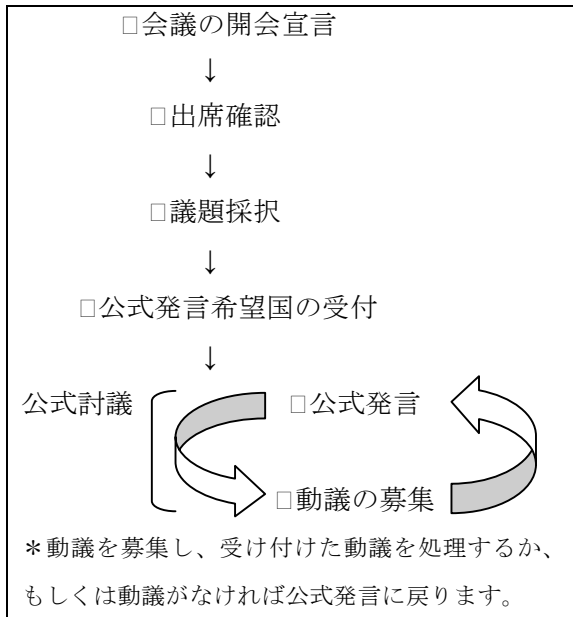 □会議の開会宣言
↓
□出席確認
↓
□議題採択
↓
□公式発言希望国の受付
↓
公式討議 □公式発言
□動議の募集
＊動議を募集し、受け付けた動議を処理するか、
もしくは動議がなければ公式発言に戻ります。